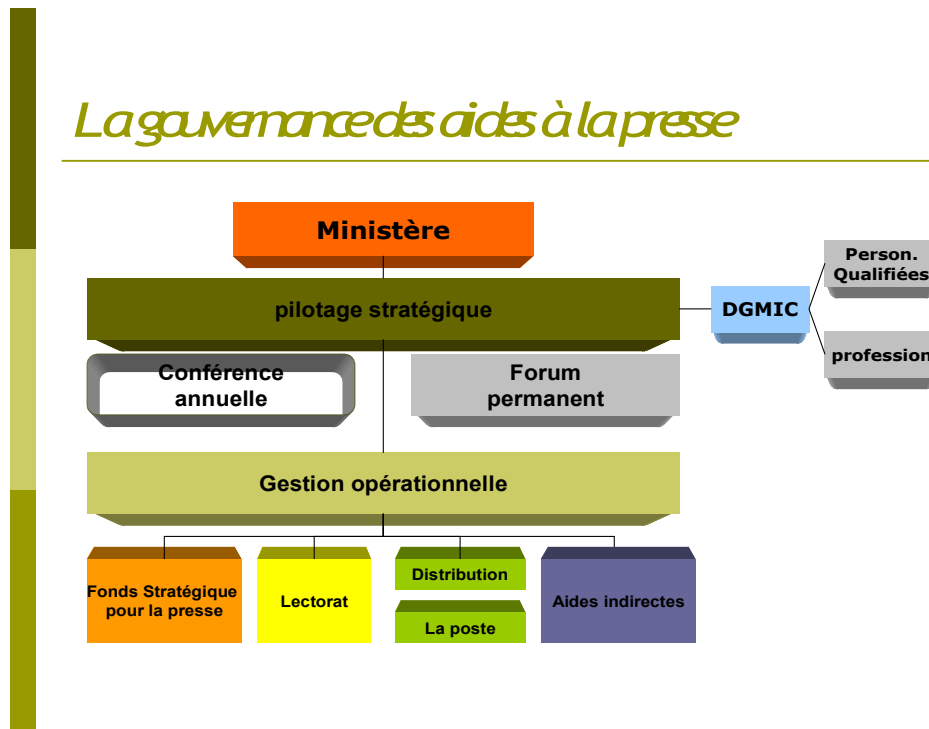 La gouvernance des aides à la presse
Ministère
pilotage stratégique
DGMIC
Person.
Qualifiées
profession
Conférence
annuelle
Forum
permanent
Gestion opérationnelle
Fonds Stratégique
pour la presse
Lectorat
Distribution
La poste
Aides indirectes